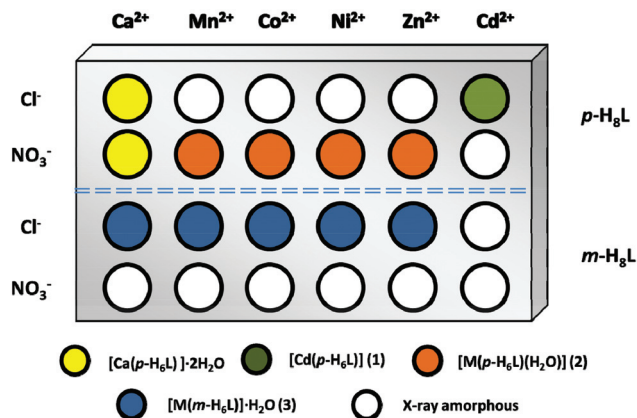 Ca²⁺ Mn²⁺ Co²⁺ Ni²⁺ Zn²⁺ Cd²⁺
Cl⁻
p-H₈L
NO₃⁻
Cl⁻
m-H₈L
NO₃⁻
[Ca(p-H₆L) ]·2H₂O [Cd(p-H₆L)] (1) [M(p-H₆L)(H₂O)] (2)
[M(m-H₆L)]·H₂O (3) X-ray amorphous